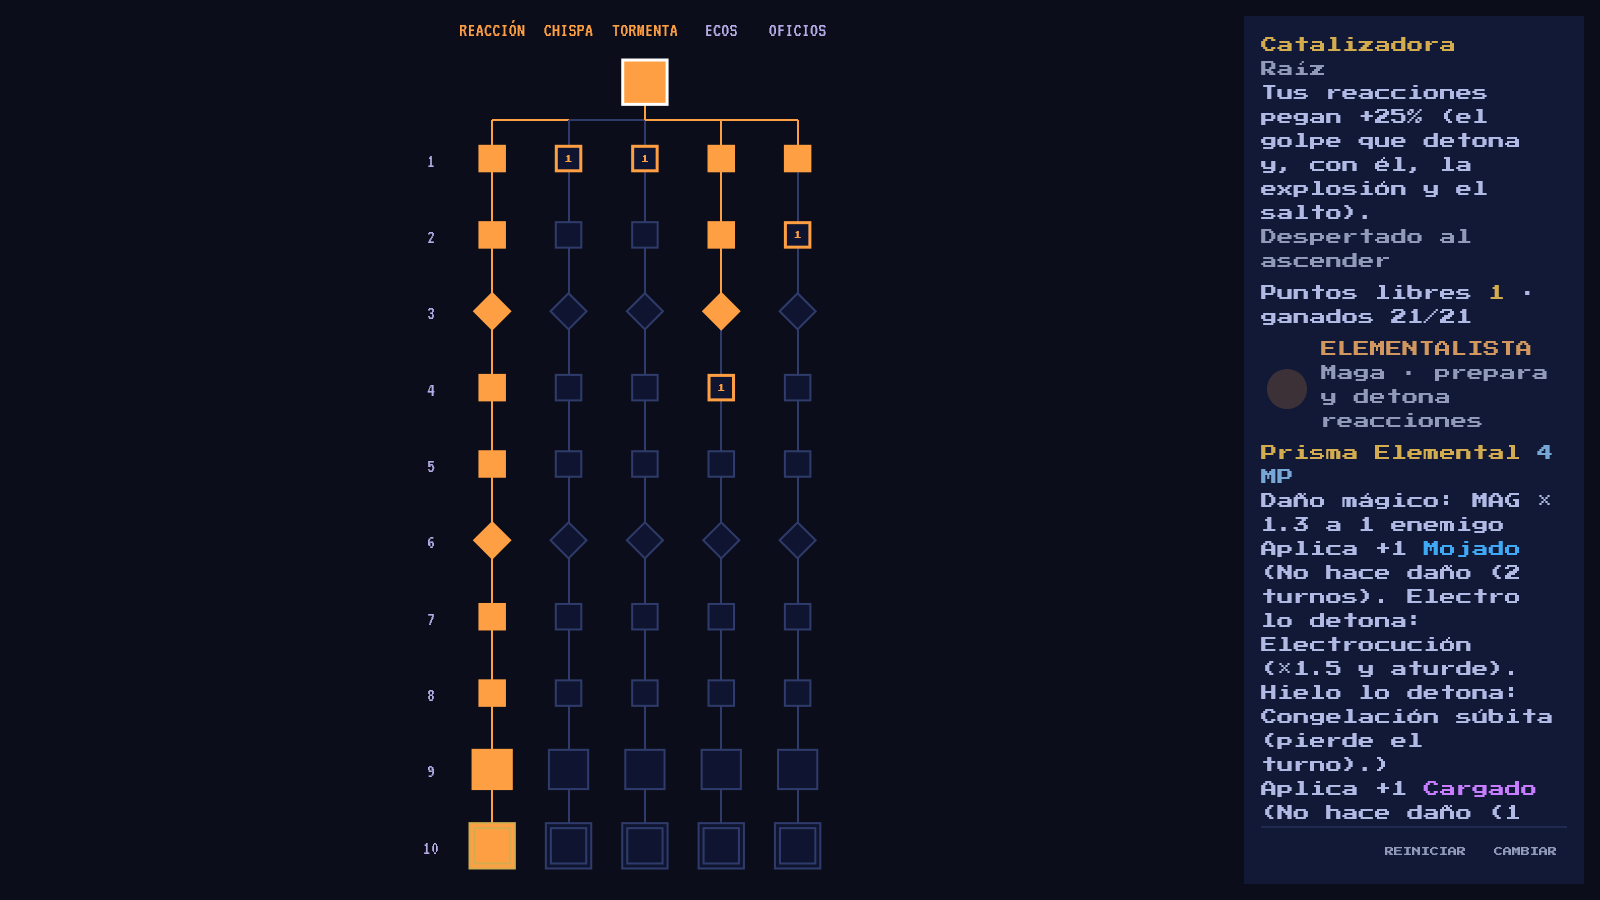 REACCIÓN CHISPA TORMENTA ECOS OFICIOS
1 1 1
2 1
3
4 1
5
6
7
8
9
10
Catalizadora
Raíz
Tus reacciones
pegan +25% (el
golpe que detona
y, con él, la
explosión y el
salto).
Despertado al
ascender
Puntos libres 1 ·
ganados 21/21
ELEMENTALISTA
Maga · prepara
y detona
reacciones
Prisma Elemental 4
MP
Daño mágico: MAG ×
1.3 a 1 enemigo
Aplica +1 Mojado
(No hace daño (2
turnos). Electro
lo detona:
Electrocución
(×1.5 y aturde).
Hielo lo detona:
Congelación súbita
(pierde el
turno).)
Aplica +1 Cargado
(No hace daño (1
REINICIAR CAMBIAR